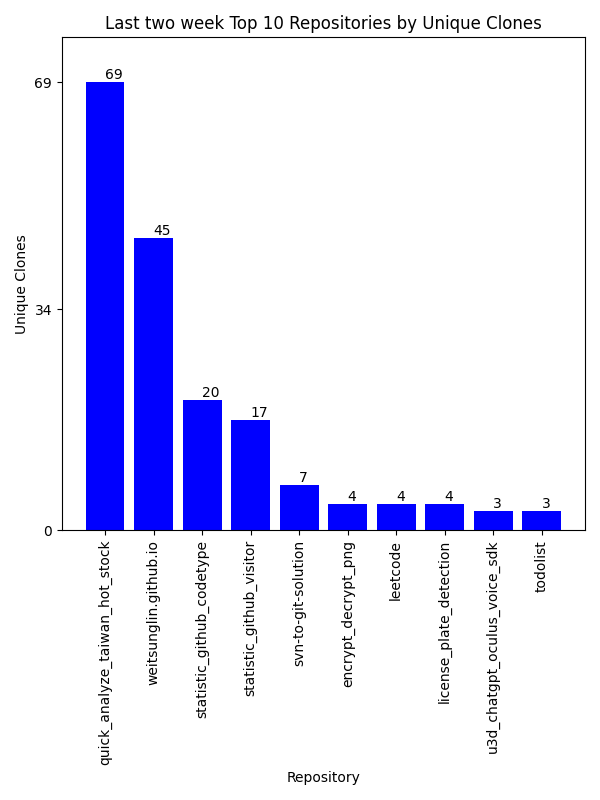 Last two week Top 10 Repositories by Unique Clones
Unique Clones
69
34
0
69
45
20
17
7
4
4
4
3
3
quick_analyze_taiwan_hot_stock
weitsunglin.github.io
statistic_github_codetype
statistic_github_visitor
svn-to-git-solution
encrypt_decrypt_png
leetcode
license_plate_detection
u3d_chatgpt_oculus_voice_sdk
todolist
Repository